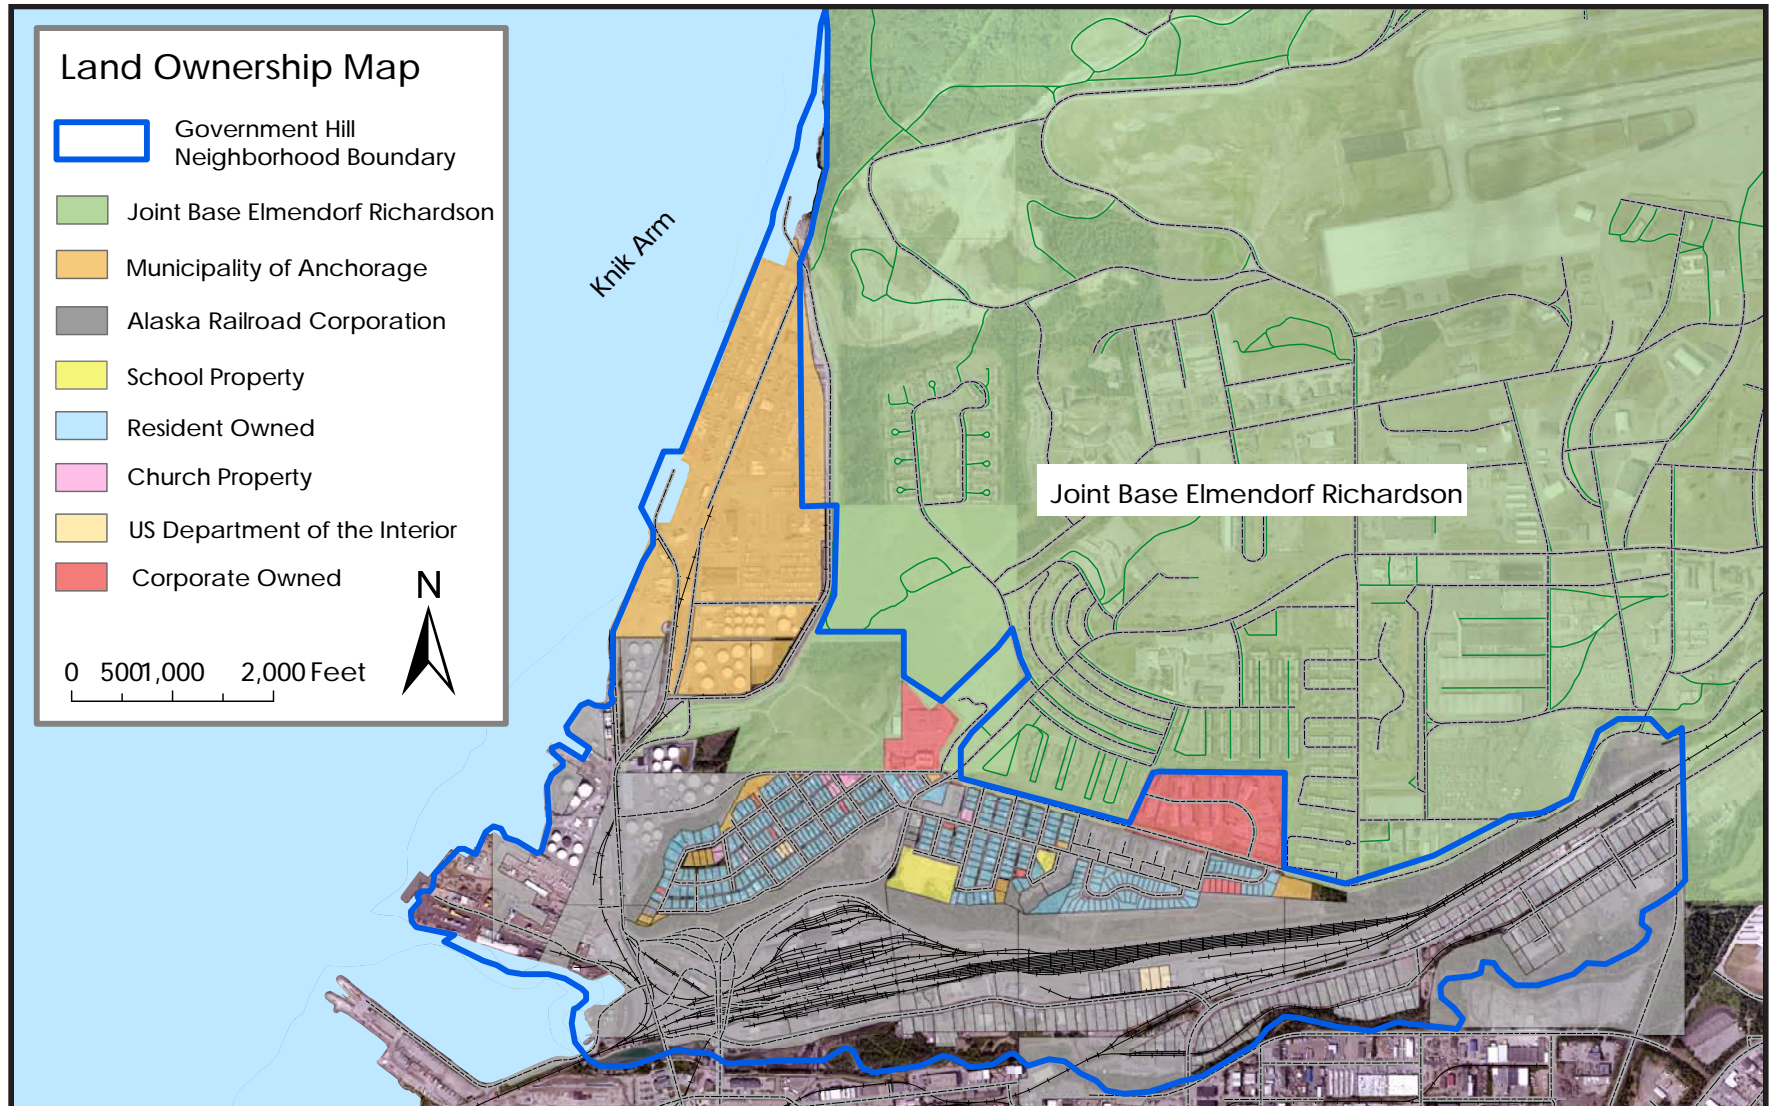 Land Ownership Map
Government Hill
Neighborhood Boundary
Joint Base Elmendorf Richardson
Municipality of Anchorage
Alaska Railroad Corporation
School Property
Resident Owned
Church Property
US Department of the Interior
Corporate Owned
N
0 500 1,000 2,000 Feet
Knik Arm
Joint Base Elmendorf Richardson